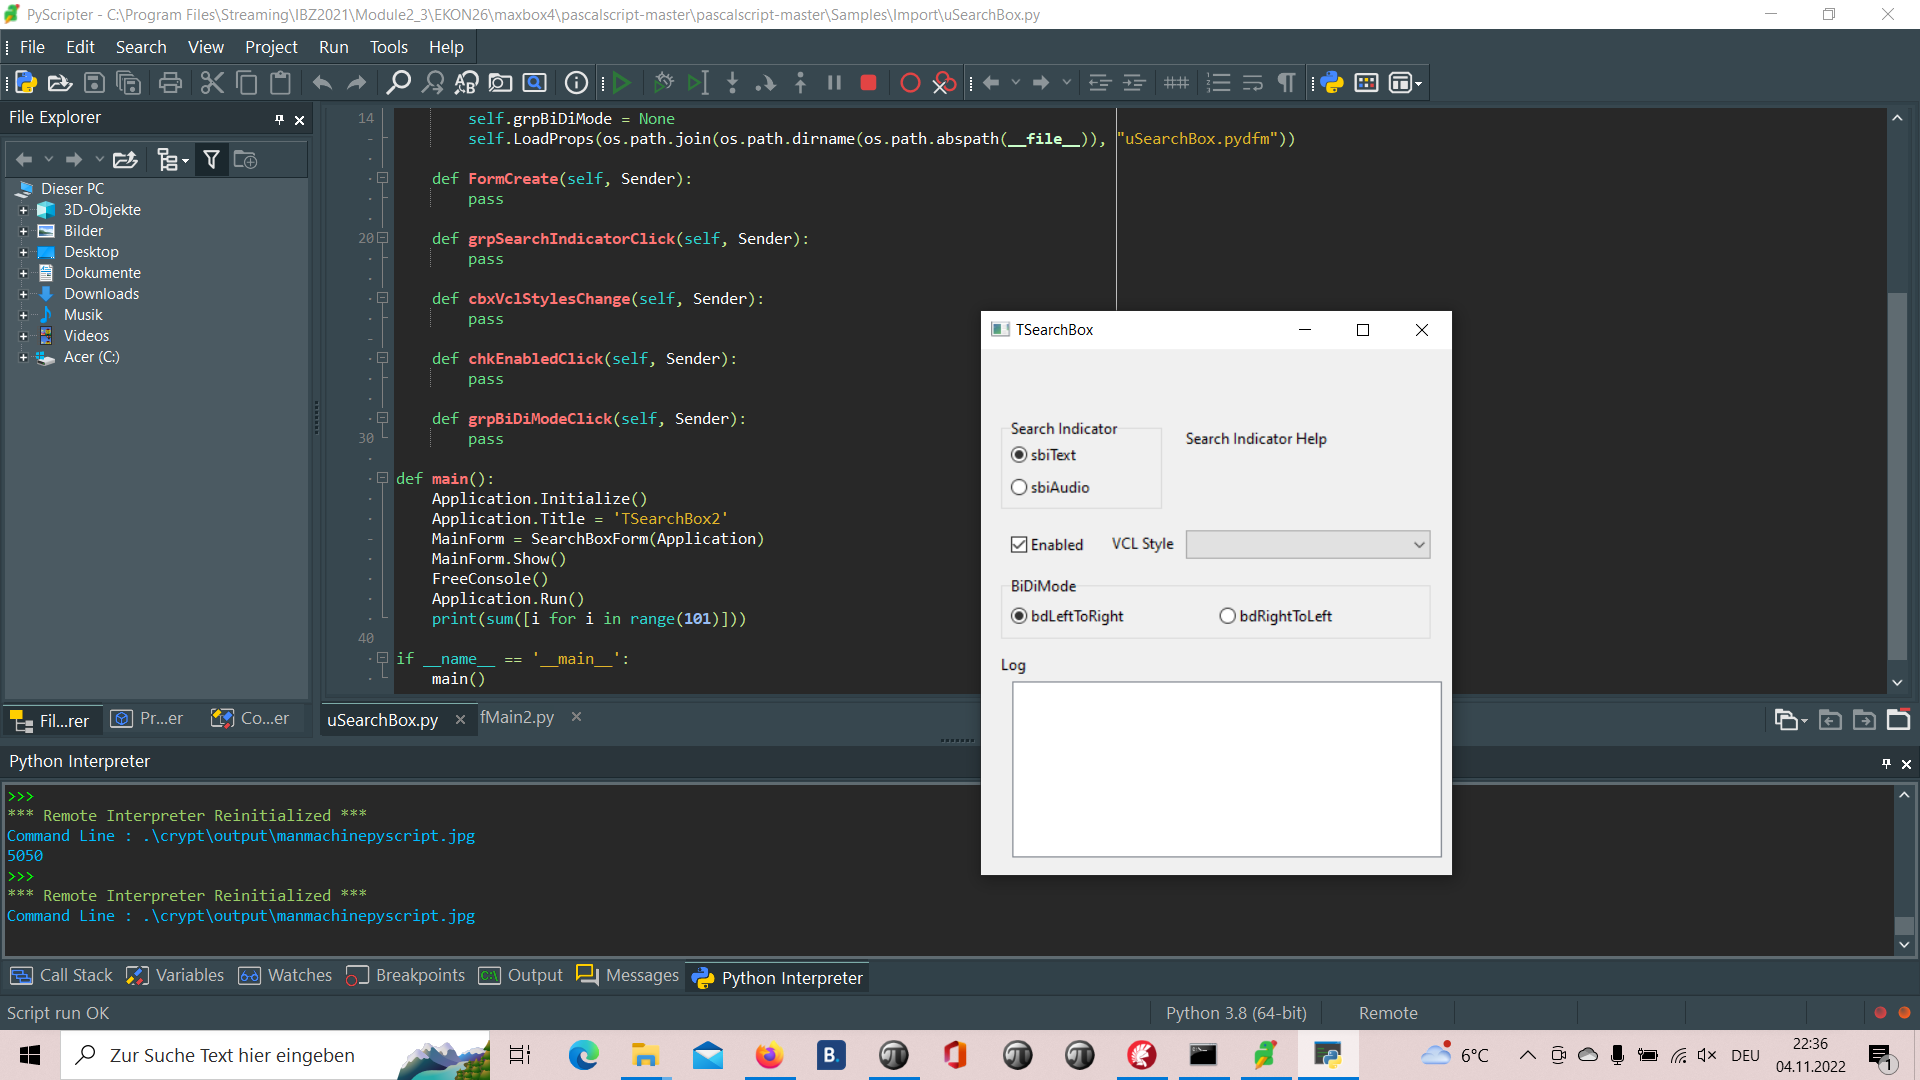 PyScripter - C:\Program Files\Streaming\IBZ2021\Module2_3\EKON26\maxbox4\pascalscript-master\pascalscript-master\Samples\Import\uSearchBox.py
File Edit Search View Project Run Tools Help
File Explorer
Dieser PC
3D-Objekte
Bilder
Desktop
Dokumente
Downloads
Musik
Videos
Acer (C:)
Fil...rer Pr...er Co...er
14 self.grpBiDiMode = None
self.LoadProps(os.path.join(os.path.dirname(os.path.abspath(__file__)), "uSearchBox.pydfm"))
def FormCreate(self, Sender):
pass
20 def grpSearchIndicatorClick(self, Sender):
pass
def cbxVclStylesChange(self, Sender):
pass
def chkEnabledClick(self, Sender):
pass
def grpBiDiModeClick(self, Sender):
30 pass
def main():
Application.Initialize()
Application.Title = 'TSearchBox2'
MainForm = SearchBoxForm(Application)
MainForm.Show()
FreeConsole()
Application.Run()
print(sum([i for i in range(101)]))
40
if __name__ == '__main__':
main()
uSearchBox.py fMain2.py
TSearchBox
Search Indicator
sbiText
sbiAudio
Search Indicator Help
Enabled VCL Style
BiDiMode
bdLeftToRight bdRightToLeft
Log
Python Interpreter
>>>
*** Remote Interpreter Reinitialized ***
Command Line : .\crypt\output\manmachinepyscript.jpg
5050
>>>
*** Remote Interpreter Reinitialized ***
Command Line : .\crypt\output\manmachinepyscript.jpg
Call Stack Variables Watches Breakpoints Output Messages Python Interpreter
Script run OK Python 3.8 (64-bit) Remote
Zur Suche Text hier eingeben B. 6°C DEU 22:36
04.11.2022 1